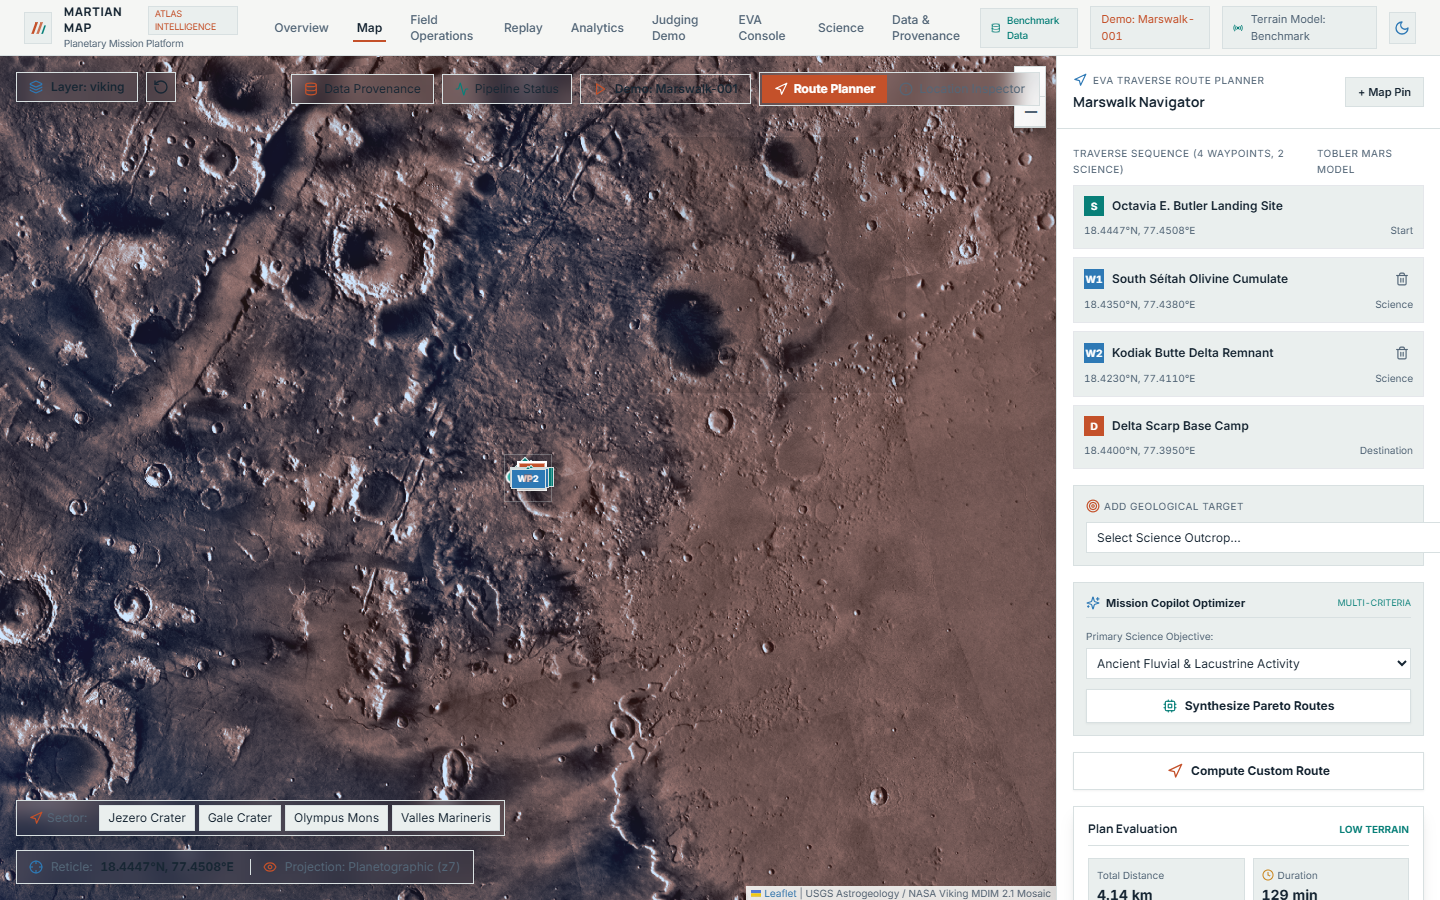 MARTIAN MAP
ATLAS INTELLIGENCE
Planetary Mission Platform
Overview
Map
Field Operations
Replay
Analytics
Judging Demo
EVA Console
Science
Data & Provenance
Benchmark Data
Demo: Marswalk-001
Terrain Model: Benchmark
Layer: viking
Data Provenance
Pipeline Status
Demo: Marswalk-001
Route Planner
EVA TRAVERSE ROUTE PLANNER
Marswalk Navigator
+ Map Pin
TRAVERSE SEQUENCE (4 WAYPOINTS, 2 SCIENCE)
TOBLER MARS MODEL
S Octavia E. Butler Landing Site
18.4447°N, 77.4508°E Start
W1 South Séítah Olivine Cumulate
18.4350°N, 77.4380°E Science
W2 Kodiak Butte Delta Remnant
18.4230°N, 77.4110°E Science
D Delta Scarp Base Camp
18.4400°N, 77.3950°E Destination
ADD GEOLOGICAL TARGET
Select Science Outcrop...
Mission Copilot Optimizer MULTI-CRITERIA
Primary Science Objective:
Ancient Fluvial & Lacustrine Activity
Synthesize Pareto Routes
Compute Custom Route
Plan Evaluation LOW TERRAIN
Total Distance
4.14 km
Duration
129 min
WP2
Sector: Jezero Crater Gale Crater Olympus Mons Valles Marineris
Reticle: 18.4447°N, 77.4508°E Projection: Planetographic (z7)
Leaflet | USGS Astrogeology / NASA Viking MDIM 2.1 Mosaic